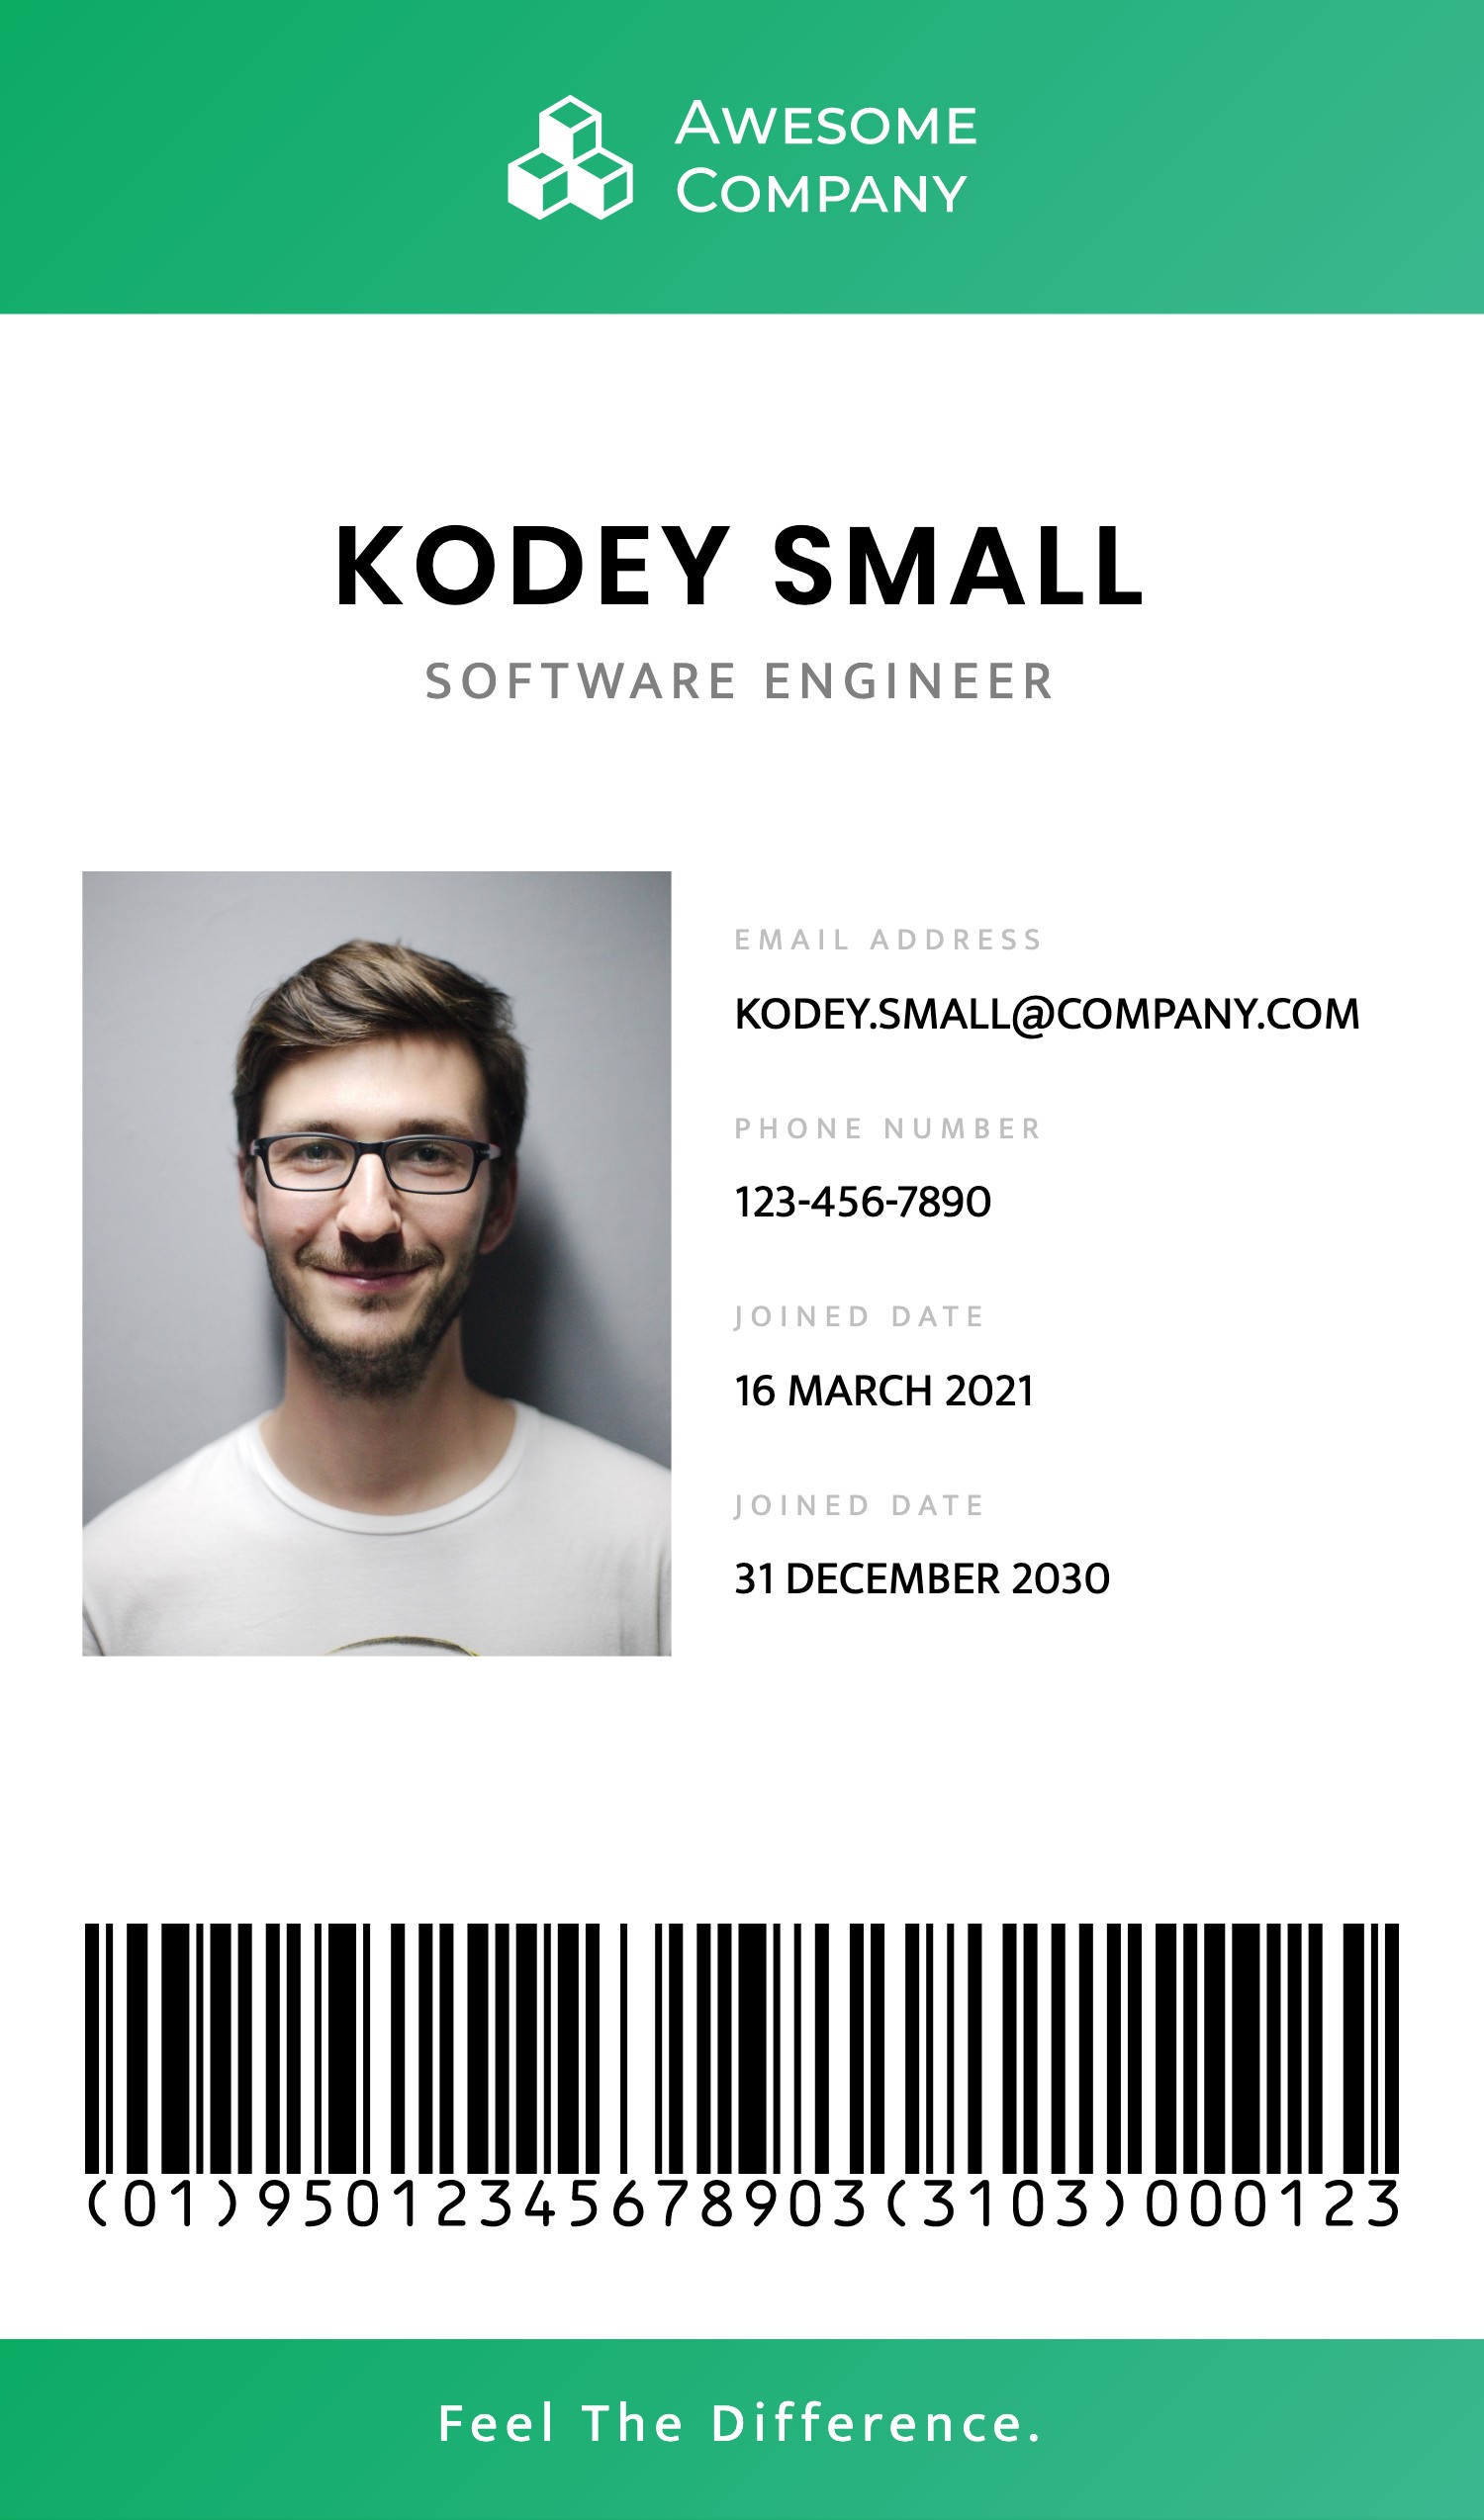 AWESOME
COMPANY
KODEY SMALL
SOFTWARE ENGINEER
EMAIL ADDRESS
KODEY.SMALL@COMPANY.COM
PHONE NUMBER
123-456-7890
JOINED DATE
16 MARCH 2021
JOINED DATE
31 DECEMBER 2030
(01)95012345678903(3103)000123
Feel The Difference.